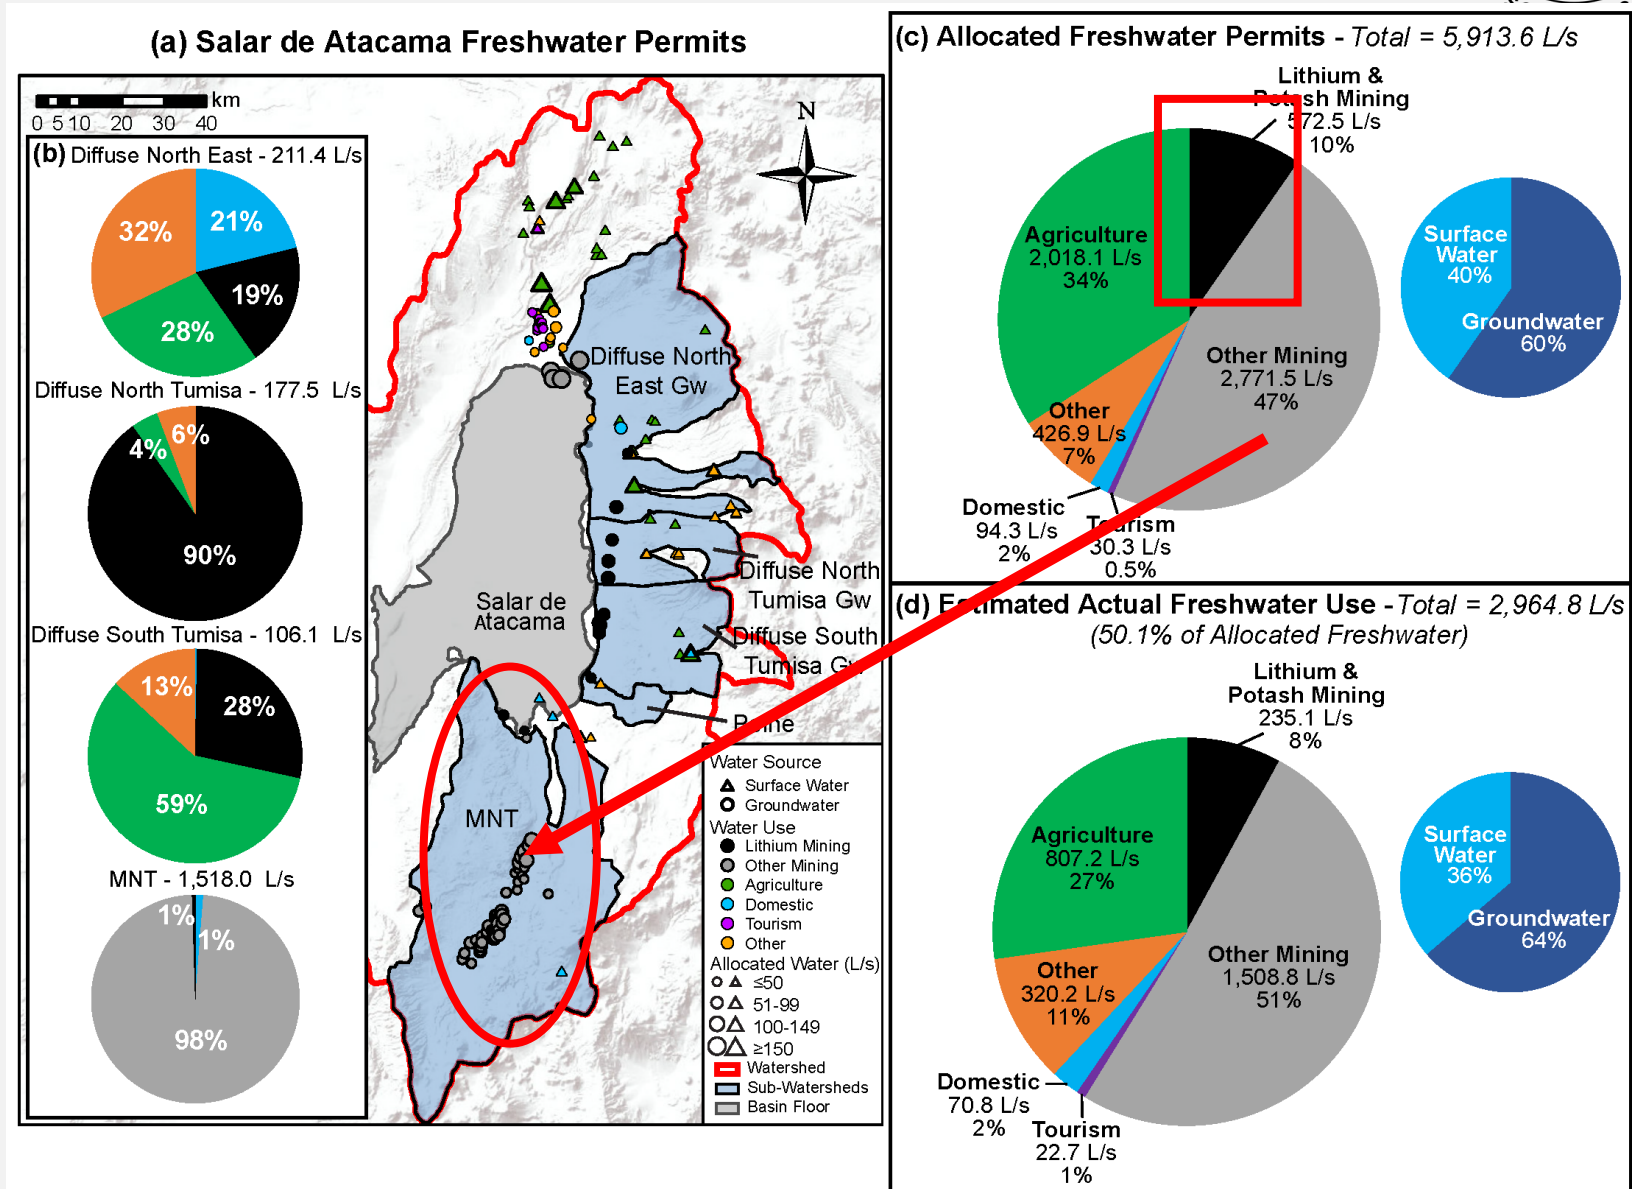 (a) Salar de Atacama Freshwater Permits
km
0 5 10 20 30 40
N
(b) Diffuse North East - 211.4 L/s
32%
21%
19%
28%
Diffuse North Tumisa - 177.5 L/s
4%
6%
90%
Diffuse South Tumisa - 106.1 L/s
13%
28%
59%
MNT - 1,518.0 L/s
1%
1%
98%
Diffuse North
East Gw
Diffuse North
Tumisa Gw
Salar de
Atacama
Diffuse South
Tumisa Gw
MNT
Water Source
Surface Water
Groundwater
Water Use
Lithium Mining
Other Mining
Agriculture
Domestic
Tourism
Other
Allocated Water (L/s)
≤50
51-99
100-149
≥150
Watershed
Sub-Watersheds
Basin Floor
(c) Allocated Freshwater Permits - Total = 5,913.6 L/s
Lithium &
Potash Mining
572.5 L/s
10%
Agriculture
2,018.1 L/s
34%
Other Mining
2,771.5 L/s
47%
Other
426.9 L/s
7%
Domestic
94.3 L/s
2%
Tourism
30.3 L/s
0.5%
Surface
Water
40%
Groundwater
60%
(d) Estimated Actual Freshwater Use - Total = 2,964.8 L/s
(50.1% of Allocated Freshwater)
Lithium &
Potash Mining
235.1 L/s
8%
Agriculture
807.2 L/s
27%
Other Mining
1,508.8 L/s
51%
Other
320.2 L/s
11%
Domestic
70.8 L/s
2%
Tourism
22.7 L/s
1%
Surface
Water
36%
Groundwater
64%